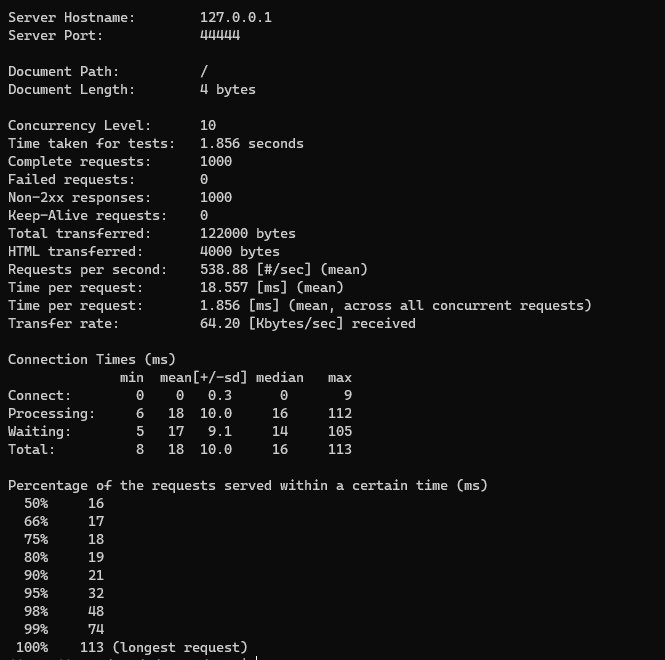 Server Hostname:        127.0.0.1
Server Port:            44444
Document Path:          /
Document Length:        4 bytes
Concurrency Level:      10
Time taken for tests:   1.856 seconds
Complete requests:      1000
Failed requests:        0
Non-2xx responses:      1000
Keep-Alive requests:    0
Total transferred:      122000 bytes
HTML transferred:       4000 bytes
Requests per second:    538.88 [#/sec] (mean)
Time per request:       18.557 [ms] (mean)
Time per request:       1.856 [ms] (mean, across all concurrent requests)
Transfer rate:          64.20 [Kbytes/sec] received
Connection Times (ms)
              min  mean[+/-sd] median   max
Connect:        0    0   0.3      0       9
Processing:     6   18  10.0     16     112
Waiting:        5   17   9.1     14     105
Total:          8   18  10.0     16     113
Percentage of the requests served within a certain time (ms)
  50%     16
  66%     17
  75%     18
  80%     19
  90%     21
  95%     32
  98%     48
  99%     74
 100%    113 (longest request)